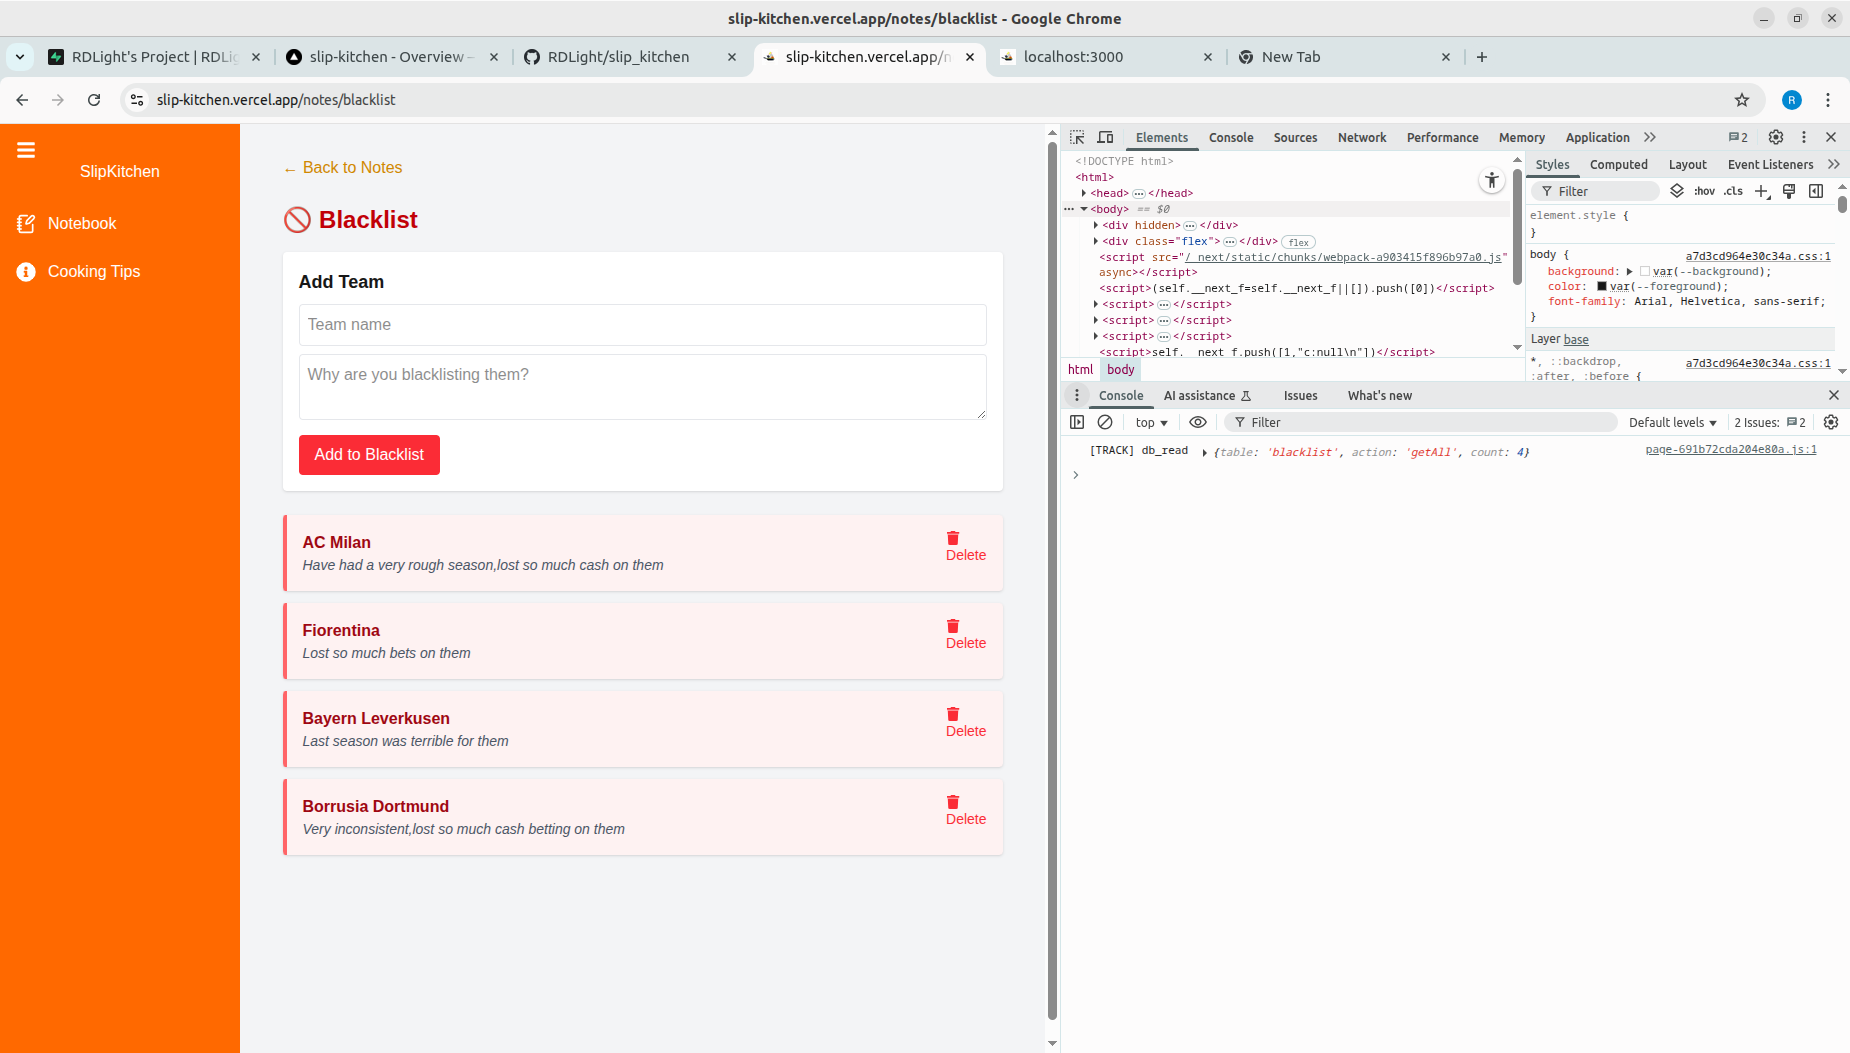 slip-kitchen.vercel.app/notes/blacklist - Google Chrome
RDLight's Project | RDLig
slip-kitchen - Overview –
RDLight/slip_kitchen
slip-kitchen.vercel.app/n
localhost:3000
New Tab
slip-kitchen.vercel.app/notes/blacklist
R
SlipKitchen
Notebook
Cooking Tips
← Back to Notes
Blacklist
Add Team
Team name
Why are you blacklisting them?
Add to Blacklist
AC Milan
Have had a very rough season,lost so much cash on them
Delete
Fiorentina
Lost so much bets on them
Delete
Bayern Leverkusen
Last season was terrible for them
Delete
Borrusia Dortmund
Very inconsistent,lost so much cash betting on them
Delete
Elements Console Sources Network Performance Memory Application 2
<!DOCTYPE html>
<html>
<head> … </head>
… <body> == $0
<div hidden> … </div>
<div class="flex"> … </div> flex
<script src="/_next/static/chunks/webpack-a903415f896b97a0.js"
async></script>
<script>(self.__next_f=self.__next_f||[]).push([0])</script>
<script> … </script>
<script> … </script>
<script> … </script>
<script>self.__next_f.push([1,"c:null\n"])</script>
html body
Styles Computed Layout Event Listeners
Filter :hov .cls
element.style {
}
body { a7d3cd964e30c34a.css:1
background: var(--background);
color: var(--foreground);
font-family: Arial, Helvetica, sans-serif;
}
Layer base
*, ::backdrop, a7d3cd964e30c34a.css:1
:after, :before {
Console AI assistance Issues What's new
top Filter Default levels 2 Issues: 2
[TRACK] db_read {table: 'blacklist', action: 'getAll', count: 4} page-691b72cda204e80a.js:1